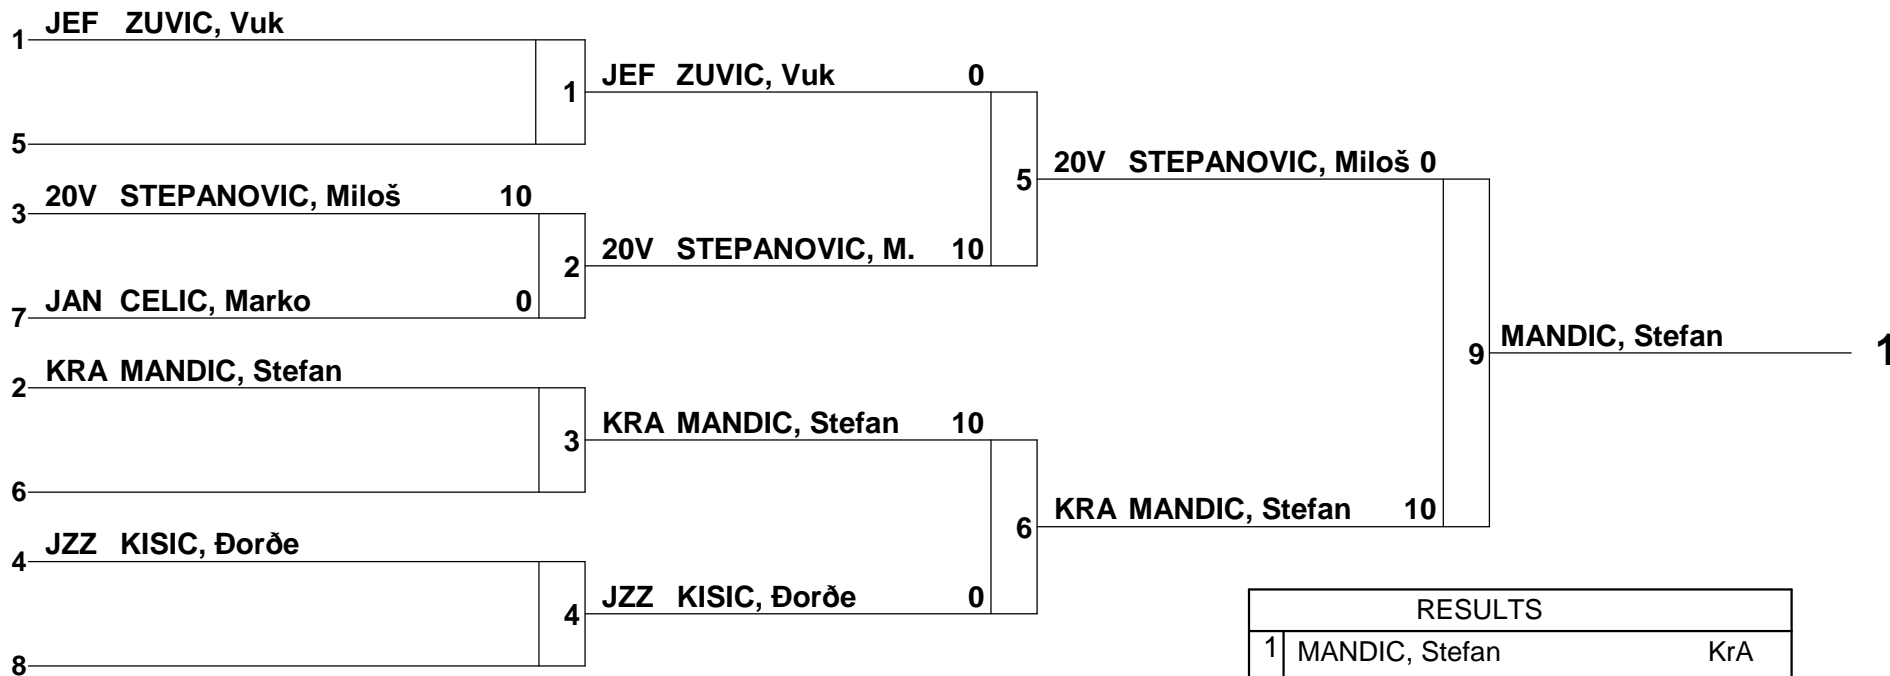 1 JEF ZUVIC, Vuk
5
1
3 20V STEPANOVIC, Miloš 10
7 JAN CELIC, Marko 0
2
2 KRA MANDIC, Stefan
6
3
4 JZZ KISIC, Ðorðe
8
4
JEF ZUVIC, Vuk 0
20V STEPANOVIC, M. 10
5
KRA MANDIC, Stefan 10
JZZ KISIC, Ðorðe 0
6
20V STEPANOVIC, Miloš 0
KRA MANDIC, Stefan 10
9
MANDIC, Stefan 1
RESULTS
1 MANDIC, Stefan KrA